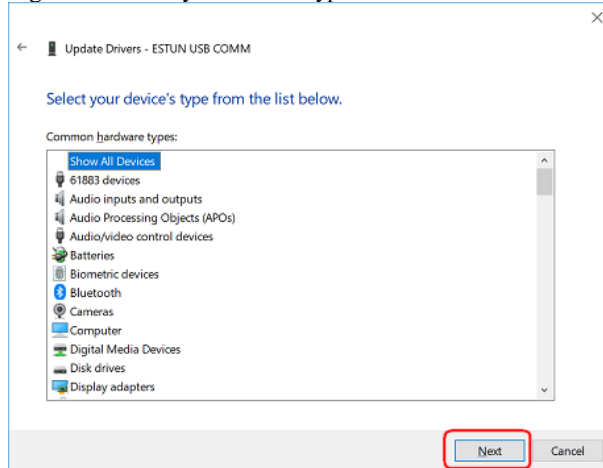 Update Drivers - ESTUN USB COMM
Select your device's type from the list below.
Common hardware types:
Show All Devices
61883 devices
Audio inputs and outputs
Audio Processing Objects (APOs)
Audio/video control devices
Batteries
Biometric devices
Bluetooth
Cameras
Computer
Digital Media Devices
Disk drives
Display adapters
Next Cancel